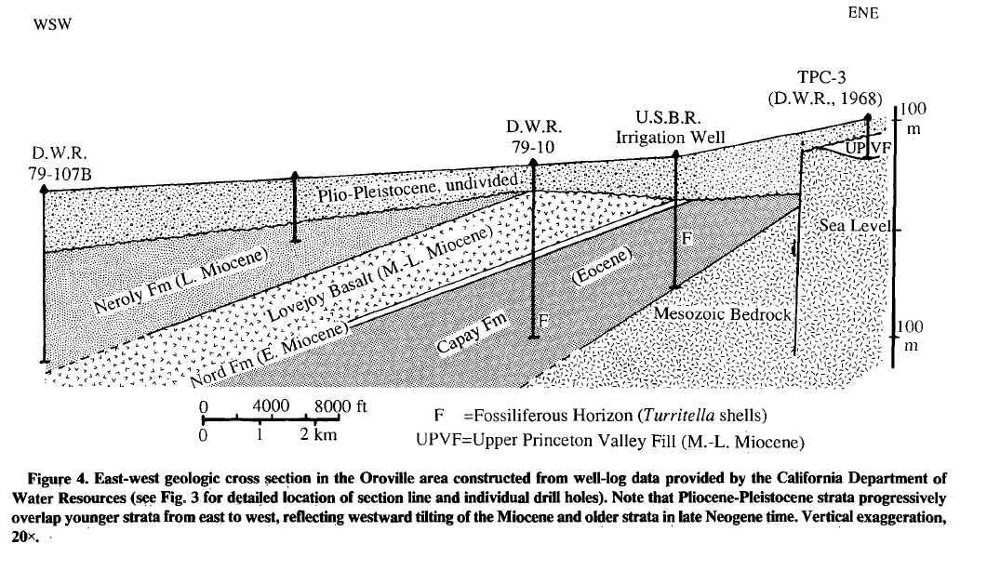 WSW
ENE
TPC-3
(D.W.R., 1968)
100
m
U.S.B.R.
Irrigation Well
D.W.R.
79-10
D.W.R.
79-107B
UPVF
Plio-Pleistocene, undivided
Sea Level
F
Neroly Fm (L. Miocene)
Lovejoy Basalt (M.-L. Miocene)
(Eocene)
Mesozoic Bedrock
F
Capay Fm
Nord Fm (E. Miocene)
100
m
0 4000 8000 ft
0 1 2 km
F =Fossiliferous Horizon (Turritella shells)
UPVF=Upper Princeton Valley Fill (M.-L. Miocene)
Figure 4. East-west geologic cross section in the Oroville area constructed from well-log data provided by the California Department of
Water Resources (see Fig. 3 for detailed location of section line and individual drill holes). Note that Pliocene-Pleistocene strata progressively
overlap younger strata from east to west, reflecting westward tilting of the Miocene and older strata in late Neogene time. Vertical exaggeration,
20×.